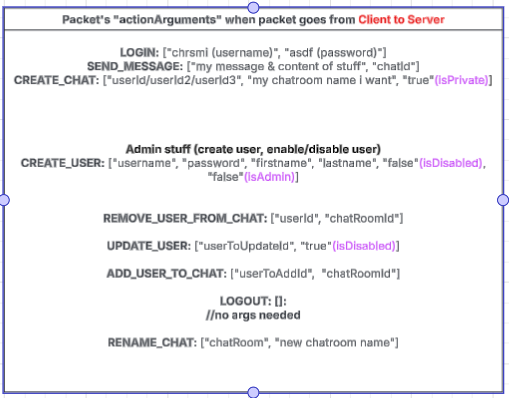 Packet's "actionArguments" when packet goes from Client to Server
LOGIN: ["chrsmi (username)", "asdf (password)"]
SEND_MESSAGE: ["my message & content of stuff", "chatId"]
CREATE_CHAT: ["userId/userId2/userId3", "my chatroom name i want", "true"(isPrivate)]
Admin stuff (create user, enable/disable user)
CREATE_USER: ["username", "password", "firstname", "lastname", "false"(isDisabled),
"false"(isAdmin)]
REMOVE_USER_FROM_CHAT: ["userId", "chatRoomId"]
UPDATE_USER: ["userToUpdateId", "true"(isDisabled)]
ADD_USER_TO_CHAT: ["userToAddId", "chatRoomId"]
LOGOUT: []:
//no args needed
RENAME_CHAT: ["chatRoom", "new chatroom name"]